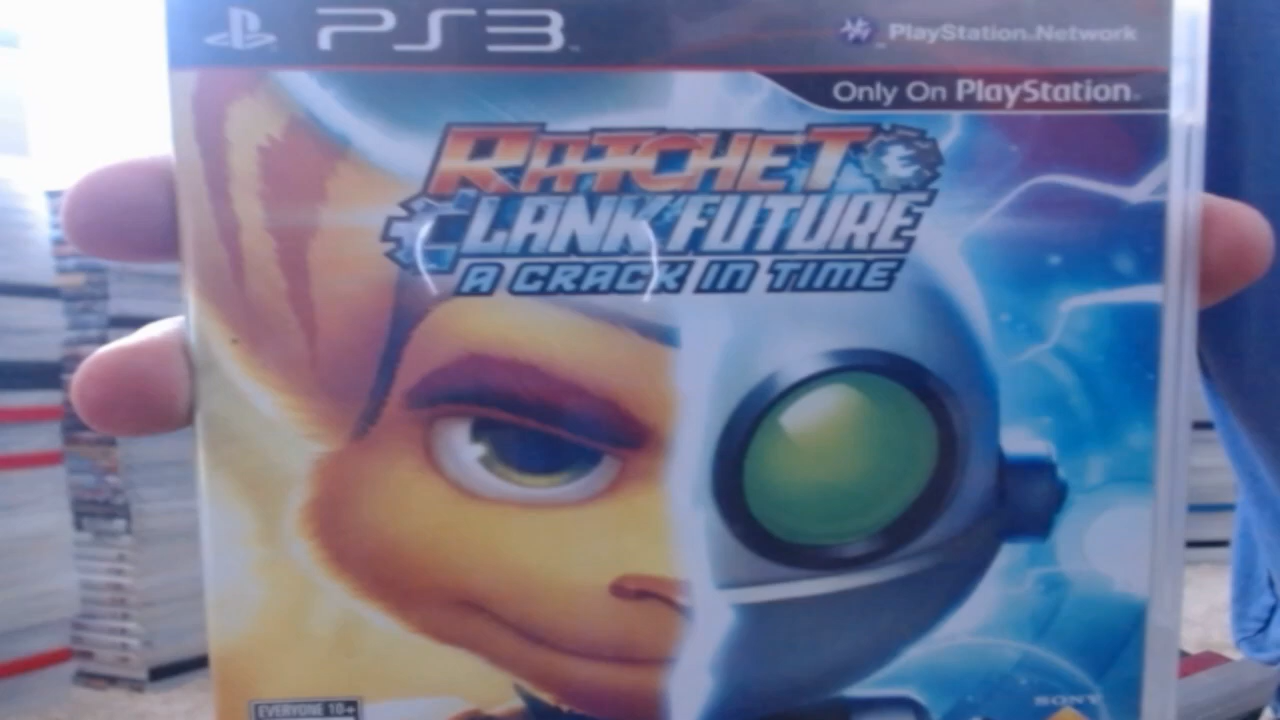 PS3
PlayStation Network
Only On PlayStation
RATCHET &
CLANK FUTURE
A CRACK IN TIME
EVERYONE 10+
SONY